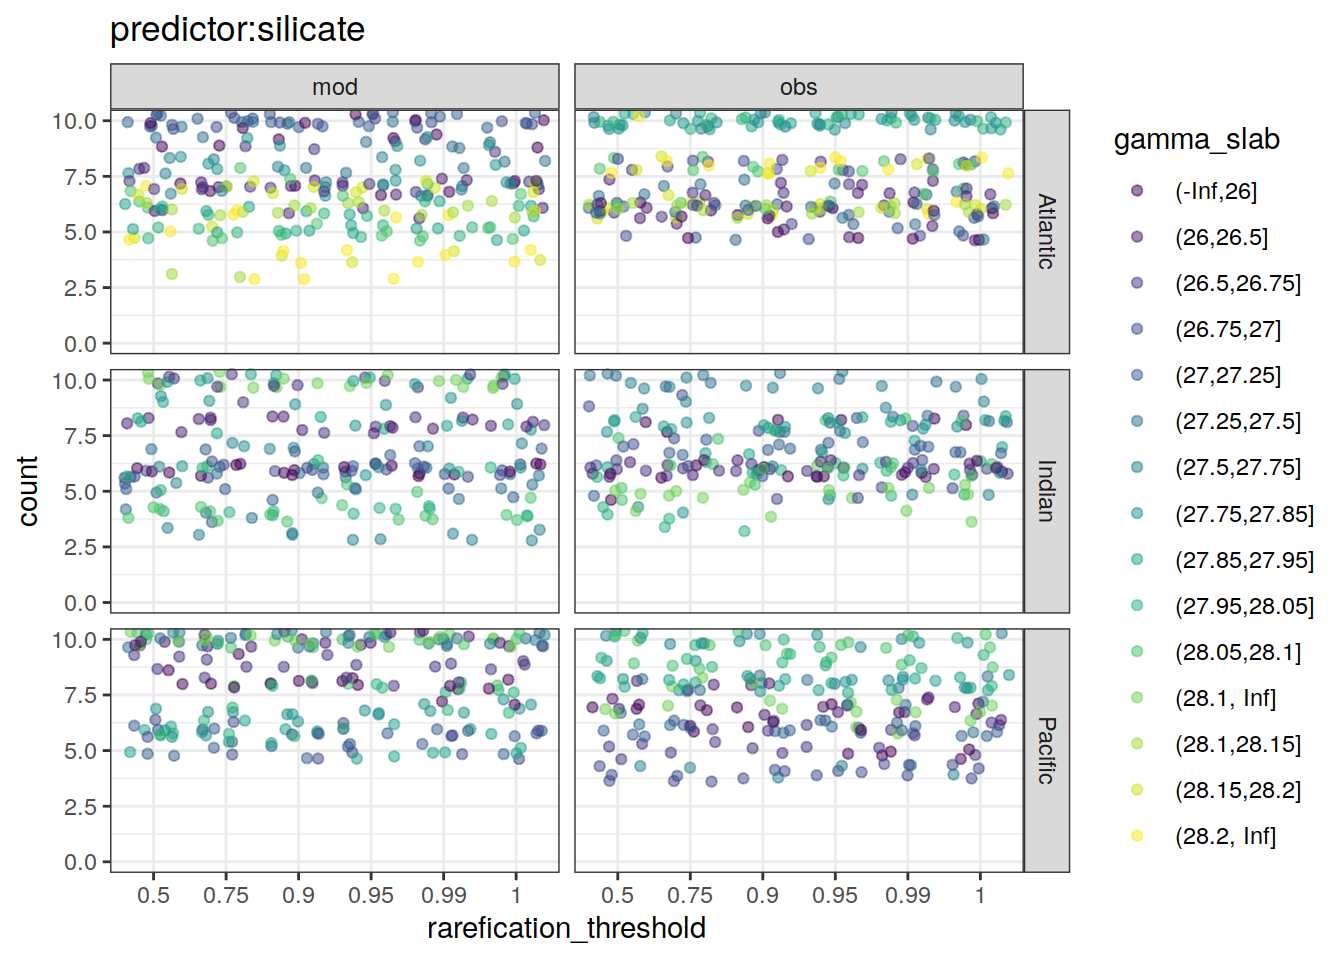 predictor:silicate
mod
obs
10.0
7.5
5.0
2.5
0.0
Atlantic
10.0
7.5
5.0
2.5
0.0
Indian
10.0
7.5
5.0
2.5
0.0
Pacific
count
0.5 0.75 0.9 0.95 0.99 1
0.5 0.75 0.9 0.95 0.99 1
rarefication_threshold
gamma_slab
(-Inf,26]
(26,26.5]
(26.5,26.75]
(26.75,27]
(27,27.25]
(27.25,27.5]
(27.5,27.75]
(27.75,27.85]
(27.85,27.95]
(27.95,28.05]
(28.05,28.1]
(28.1, Inf]
(28.1,28.15]
(28.15,28.2]
(28.2, Inf]